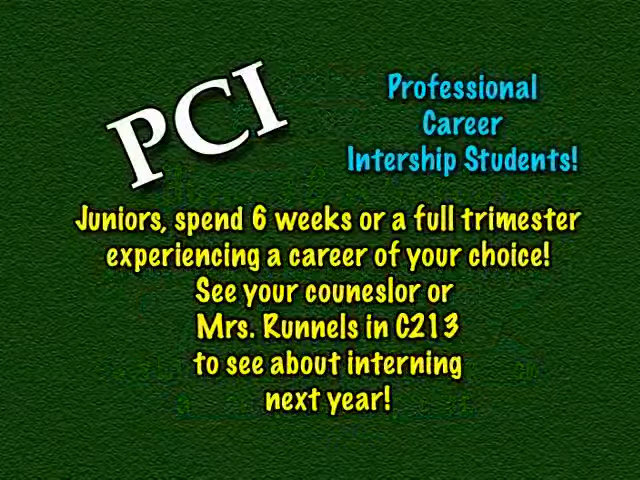 PCI
Professional
Career
Intership Students!
Juniors, spend 6 weeks or a full trimester
experiencing a career of your choice!
See your couneslor or
Mrs. Runnels in C213
to see about interning
next year!